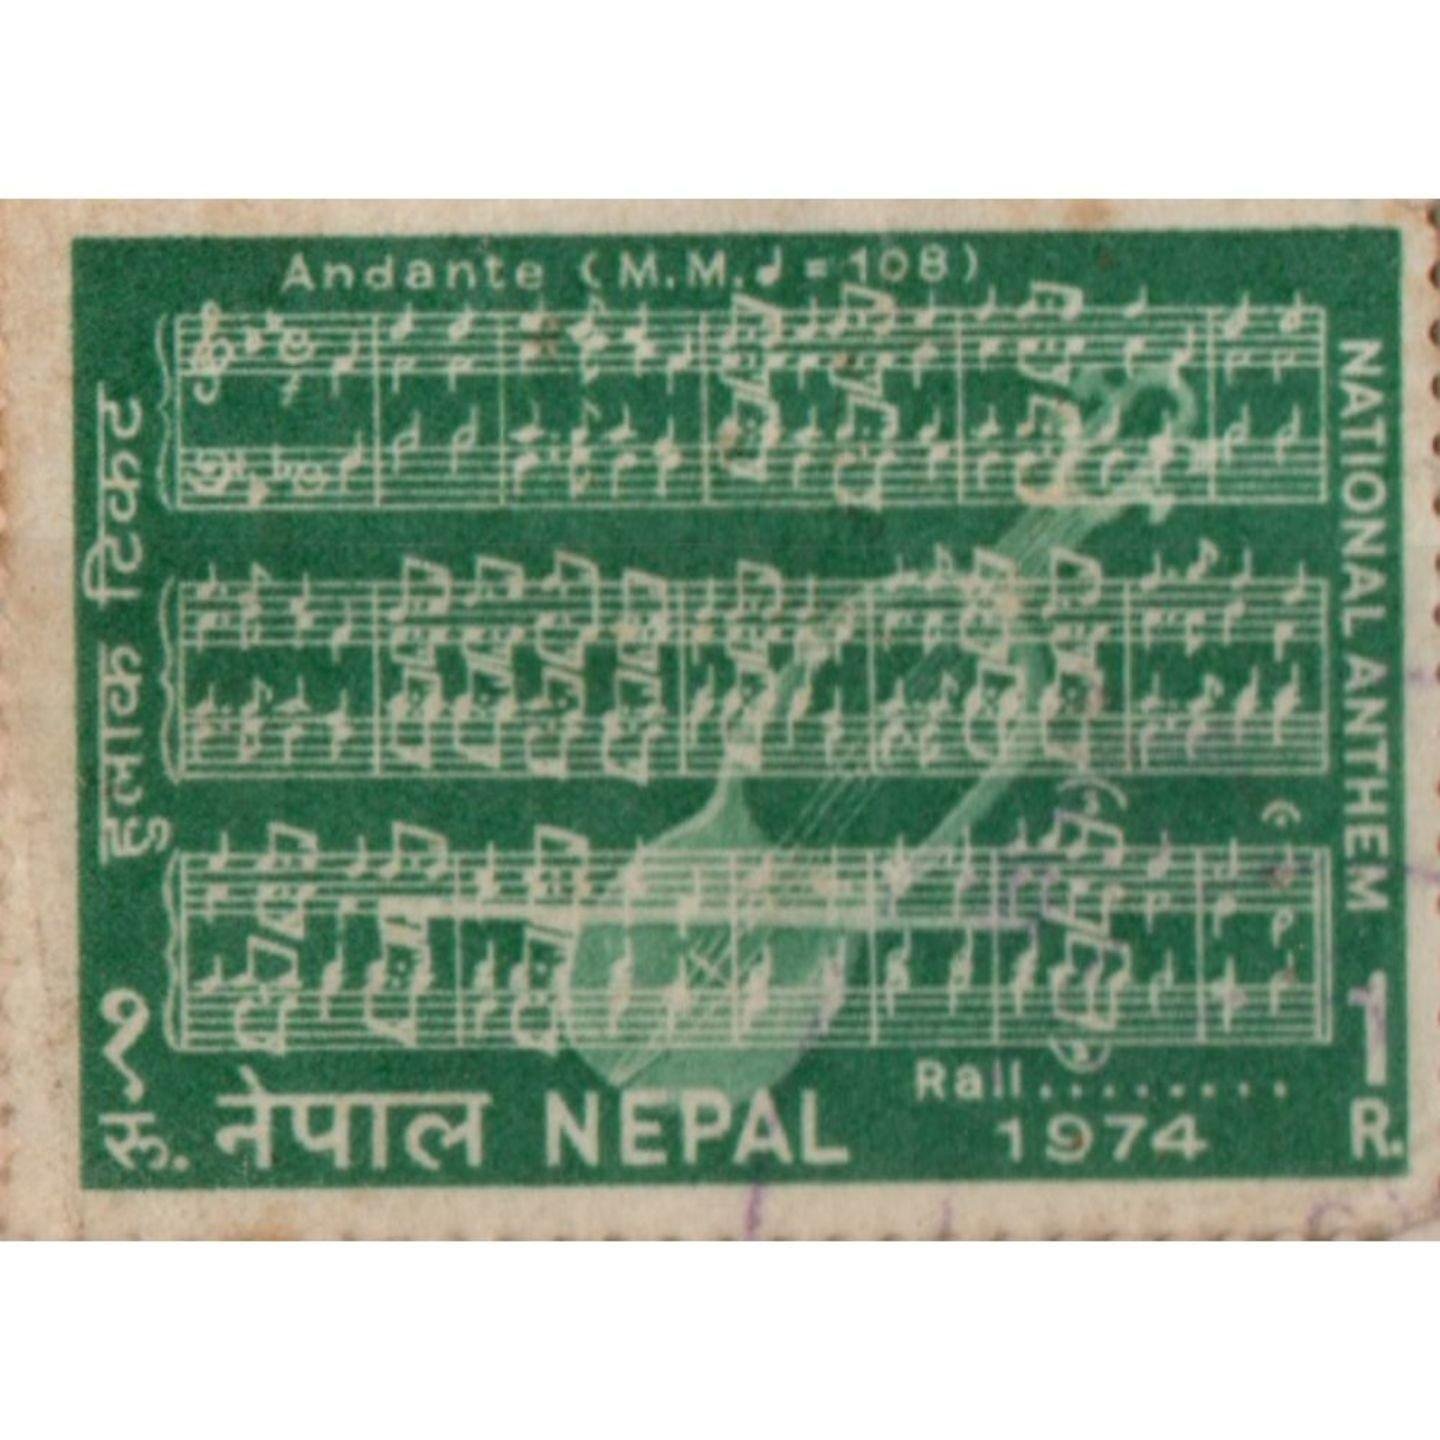 Andante (M.M.♩=108)
NATIONAL ANTHEM
हुलाक टिकट
रु. १
नेपाल NEPAL
Rall........
1974
1 R.